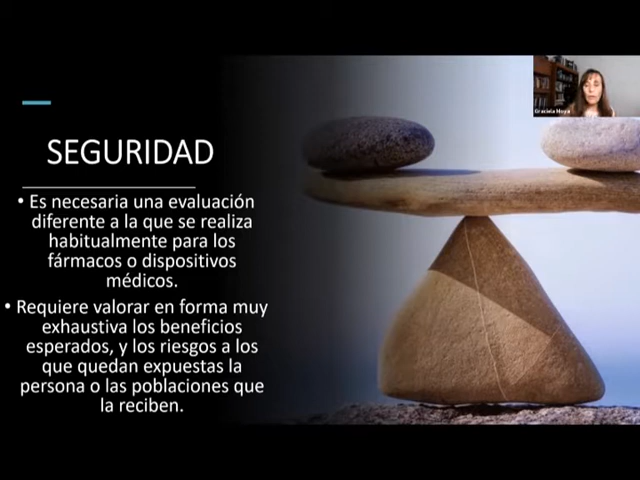 Graciela Moya
SEGURIDAD
• Es necesaria una evaluación
diferente a la que se realiza
habitualmente para los
fármacos o dispositivos
médicos.
• Requiere valorar en forma muy
exhaustiva los beneficios
esperados, y los riesgos a los
que quedan expuestas la
persona o las poblaciones que
la reciben.